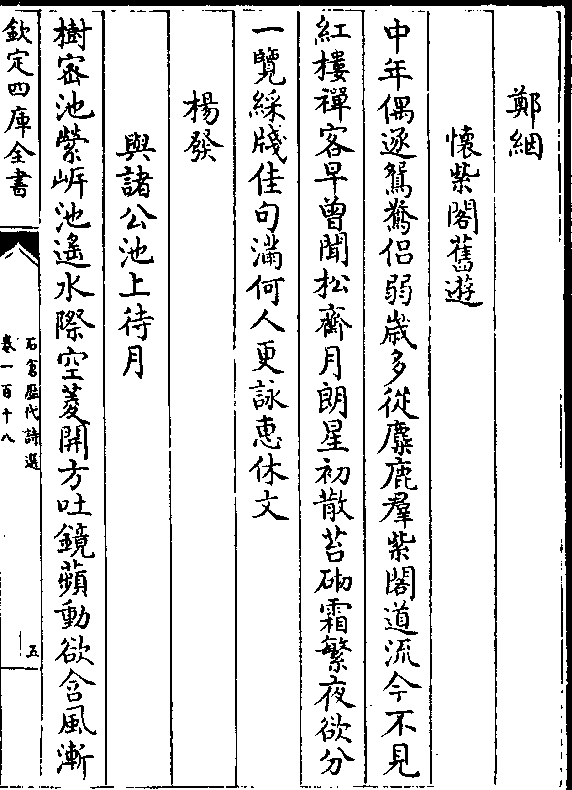 鄭絪
懷紫閣舊遊
中年偶逐鴛鷺侶弱歲多從麋鹿羣紫閣道流今不見
紅樓禪客早曾聞松齋月朗星初散苔砌霜繁夜欲分
一覽綵牋佳句滿何人更詠惠休文
楊發
與諸公池上待月
樹密池縈岍池遙水際空菱開方吐鏡蘋動欲含風漸
欽定四庫全書
石倉歷代詩選
卷一百十八
五